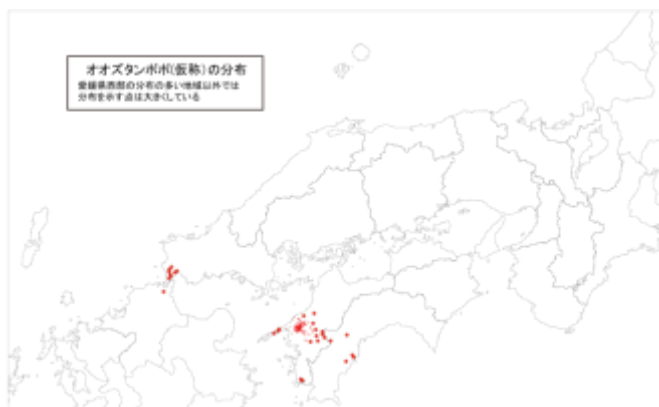 オオズタンポポ(仮称)の分布
愛媛県西部の分布の多い地域以外では
分布を示す点は大きくしている